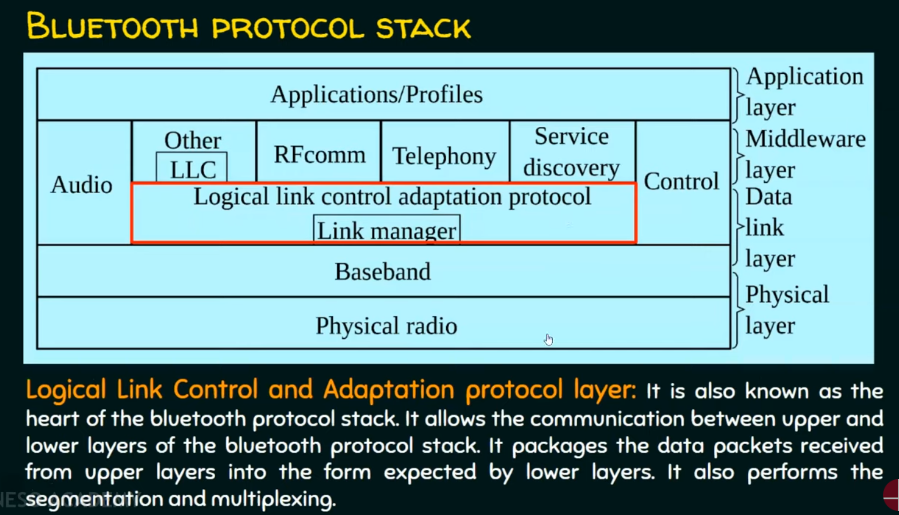 BLUETOOTH PROTOCOL STACK
Applications/Profiles
Application
layer
Audio
Other
LLC
RFcomm
Telephony
Service
discovery
Control
Middleware
layer
Logical link control adaptation protocol
Link manager
Data
link
layer
Baseband
Physical radio
Physical
layer
Logical Link Control and Adaptation protocol layer: It is also known as the
heart of the bluetooth protocol stack. It allows the communication between upper and
lower layers of the bluetooth protocol stack. It packages the data packets received
from upper layers into the form expected by lower layers. It also performs the
segmentation and multiplexing.